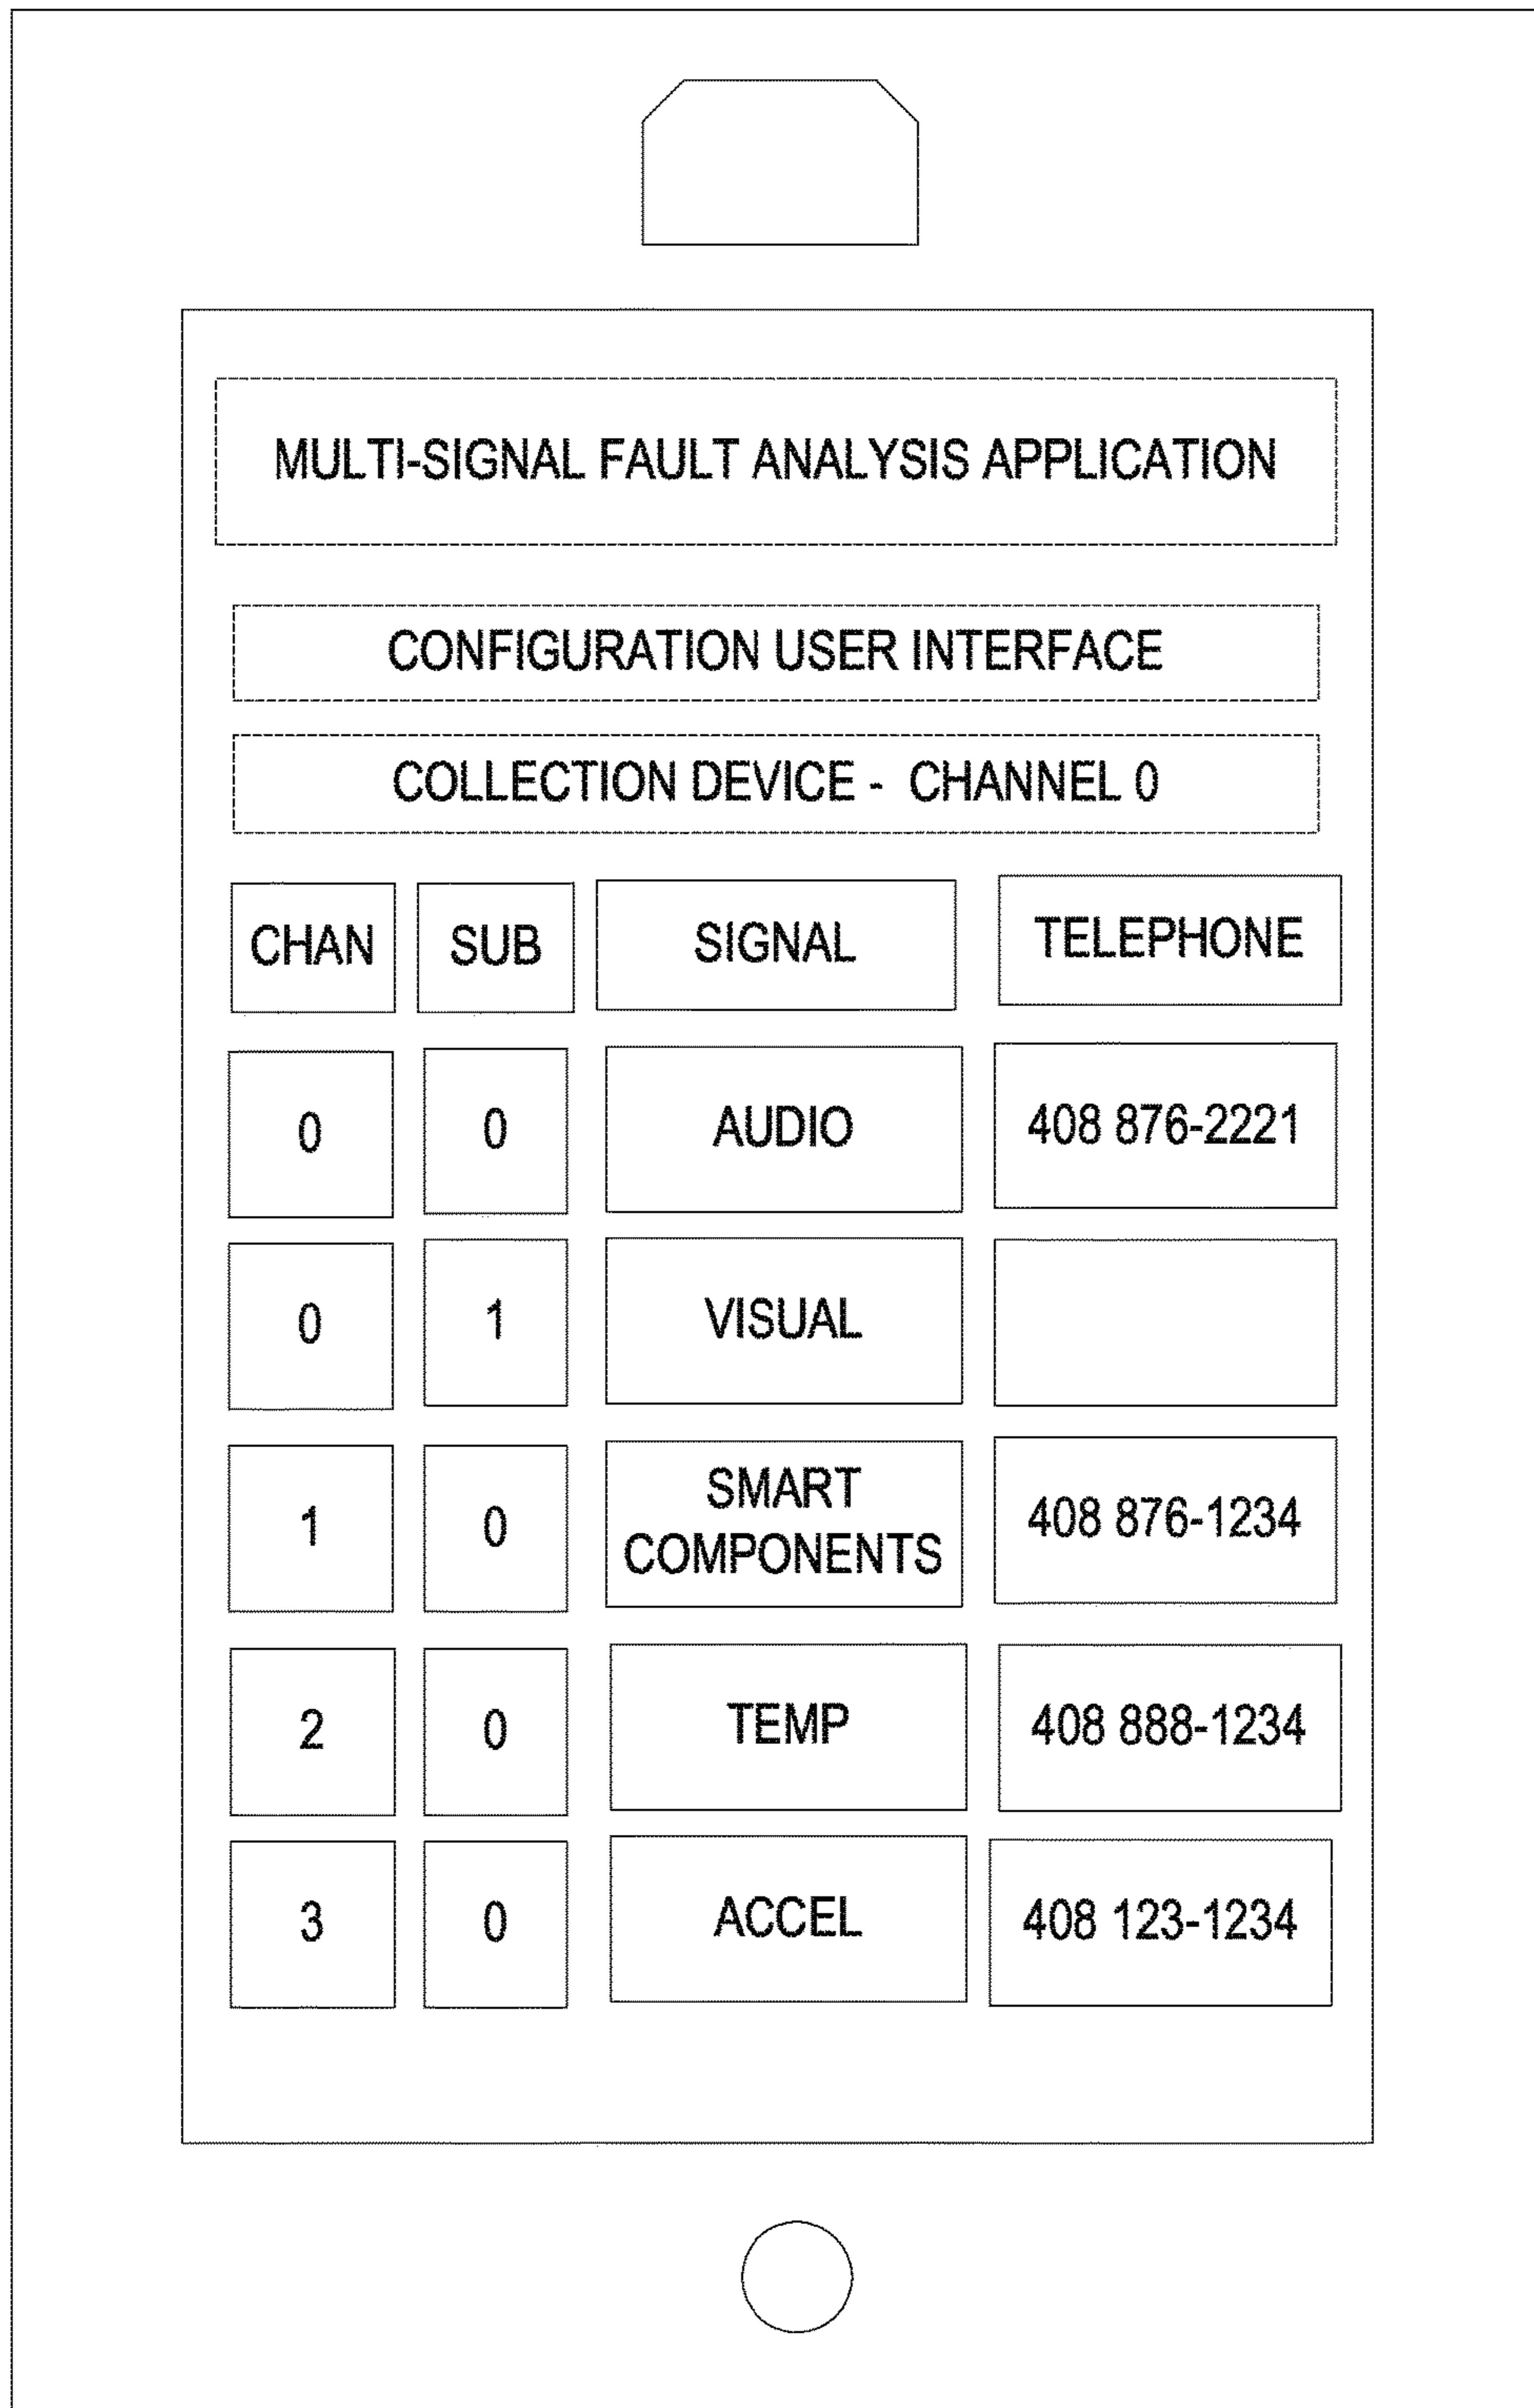 MULTI-SIGNAL FAULT ANALYSIS APPLICATION
CONFIGURATION USER INTERFACE
COLLECTION DEVICE - CHANNEL 0
CHAN SUB SIGNAL TELEPHONE
0 0 AUDIO 408 876-2221
0 1 VISUAL
1 0 SMART COMPONENTS 408 876-1234
2 0 TEMP 408 888-1234
3 0 ACCEL 408 123-1234